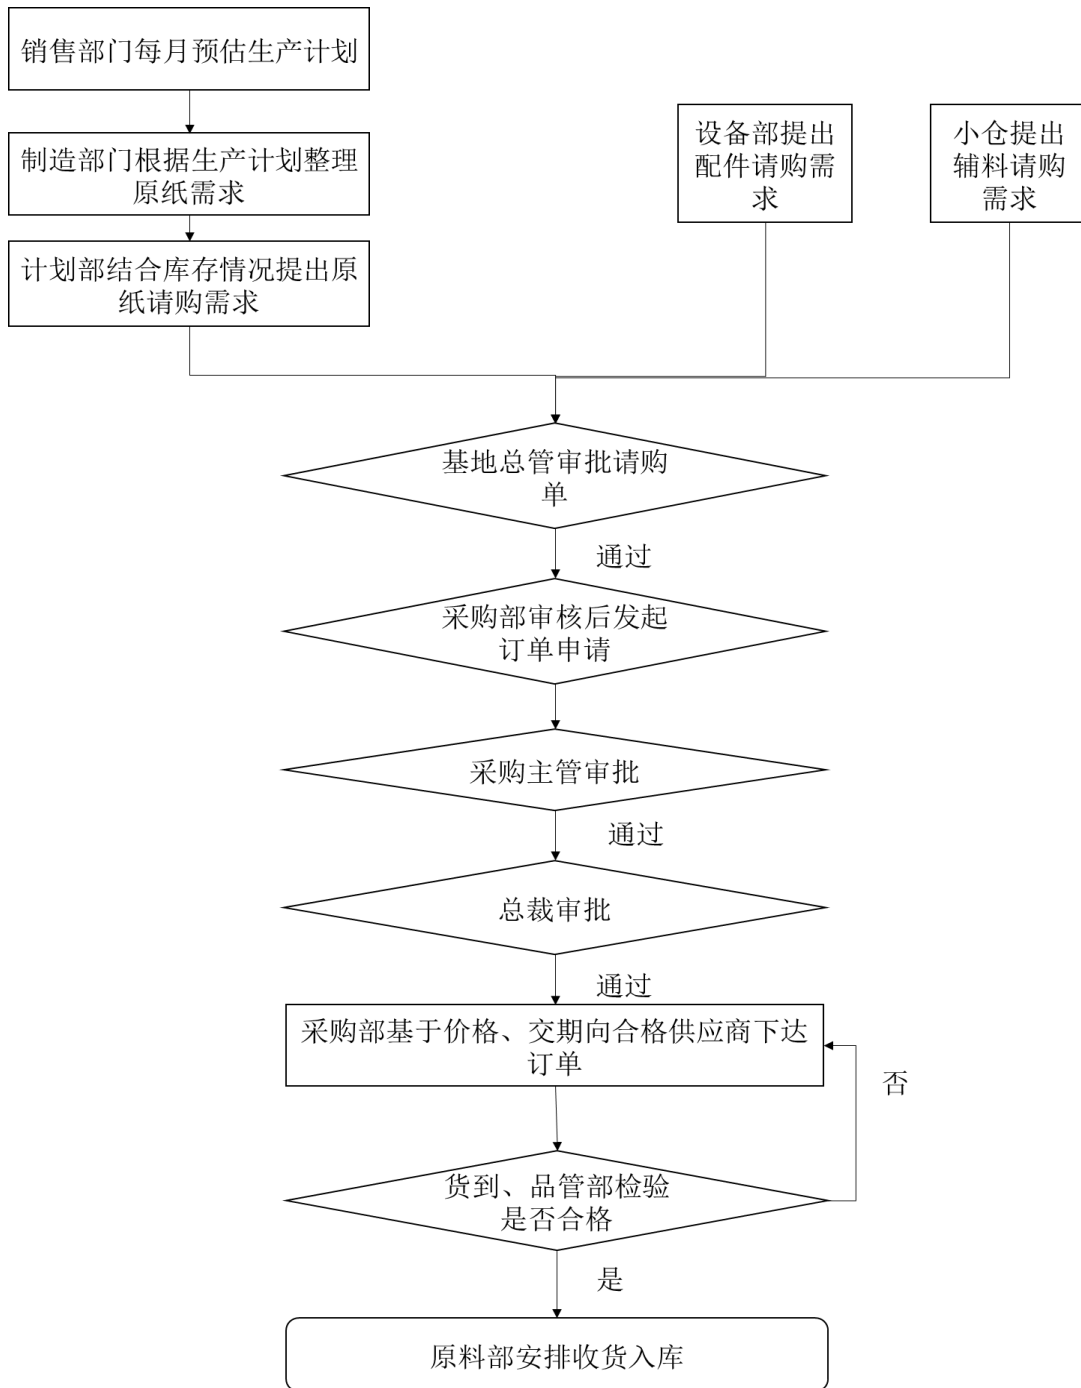 销售部门每月预估生产计划
制造部门根据生产计划整理
原纸需求
计划部结合库存情况提出原
纸请购需求
设备部提出
配件请购需
求
小仓提出
辅料请购
需求
基地总管审批请购
单
通过
采购部审核后发起
订单申请
采购主管审批
通过
总裁审批
通过
采购部基于价格、交期向合格供应商下达
订单
否
货到、品管部检验
是否合格
是
原料部安排收货入库